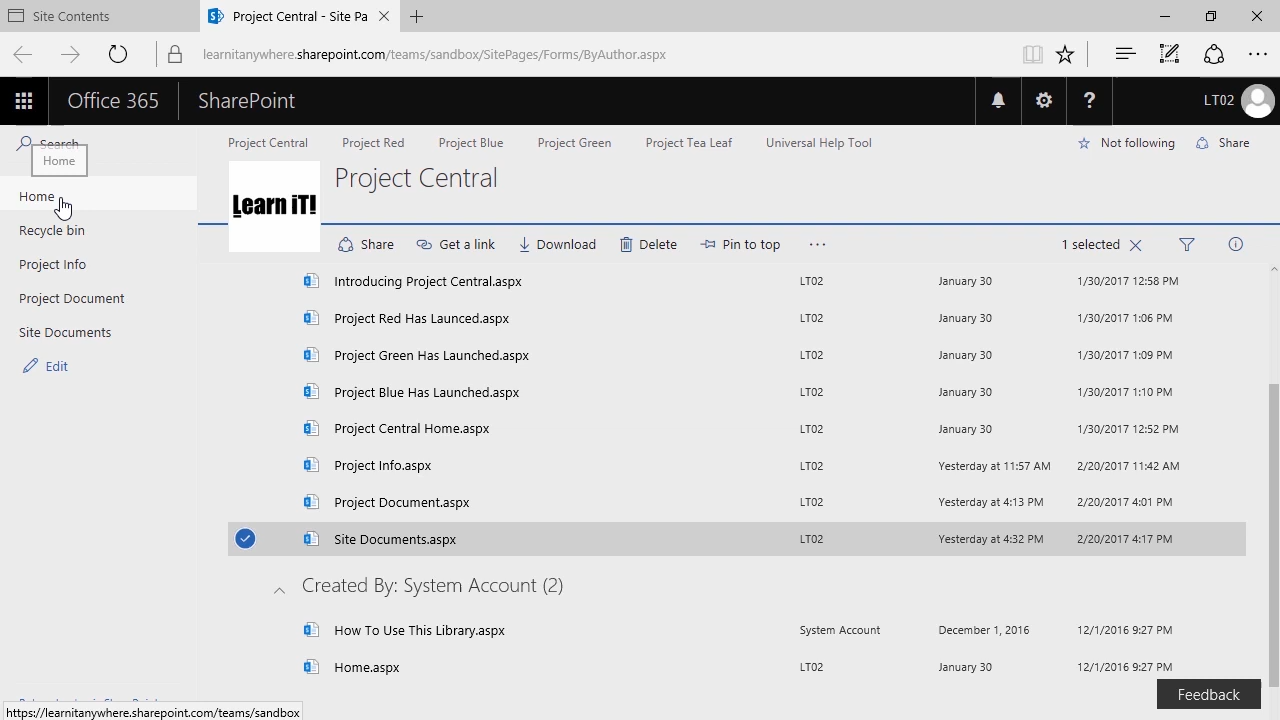 Site Contents
Project Central - Site Pa
learnitanywhere.sharepoint.com/teams/sandbox/SitePages/Forms/ByAuthor.aspx
Office 365 SharePoint ? LT02
Search
Home
Home
Recycle bin
Project Info
Project Document
Site Documents
Edit
Project Central Project Red Project Blue Project Green Project Tea Leaf Universal Help Tool Not following Share
Learn iT!
Project Central
Share Get a link Download Delete Pin to top ··· 1 selected
Introducing Project Central.aspx LT02 January 30 1/30/2017 12:58 PM
Project Red Has Launced.aspx LT02 January 30 1/30/2017 1:06 PM
Project Green Has Launched.aspx LT02 January 30 1/30/2017 1:09 PM
Project Blue Has Launched.aspx LT02 January 30 1/30/2017 1:10 PM
Project Central Home.aspx LT02 January 30 1/30/2017 12:52 PM
Project Info.aspx LT02 Yesterday at 11:57 AM 2/20/2017 11:42 AM
Project Document.aspx LT02 Yesterday at 4:13 PM 2/20/2017 4:01 PM
Site Documents.aspx LT02 Yesterday at 4:32 PM 2/20/2017 4:17 PM
Created By: System Account (2)
How To Use This Library.aspx System Account December 1, 2016 12/1/2016 9:27 PM
Home.aspx LT02 January 30 12/1/2016 9:27 PM
Feedback
https://learnitanywhere.sharepoint.com/teams/sandbox